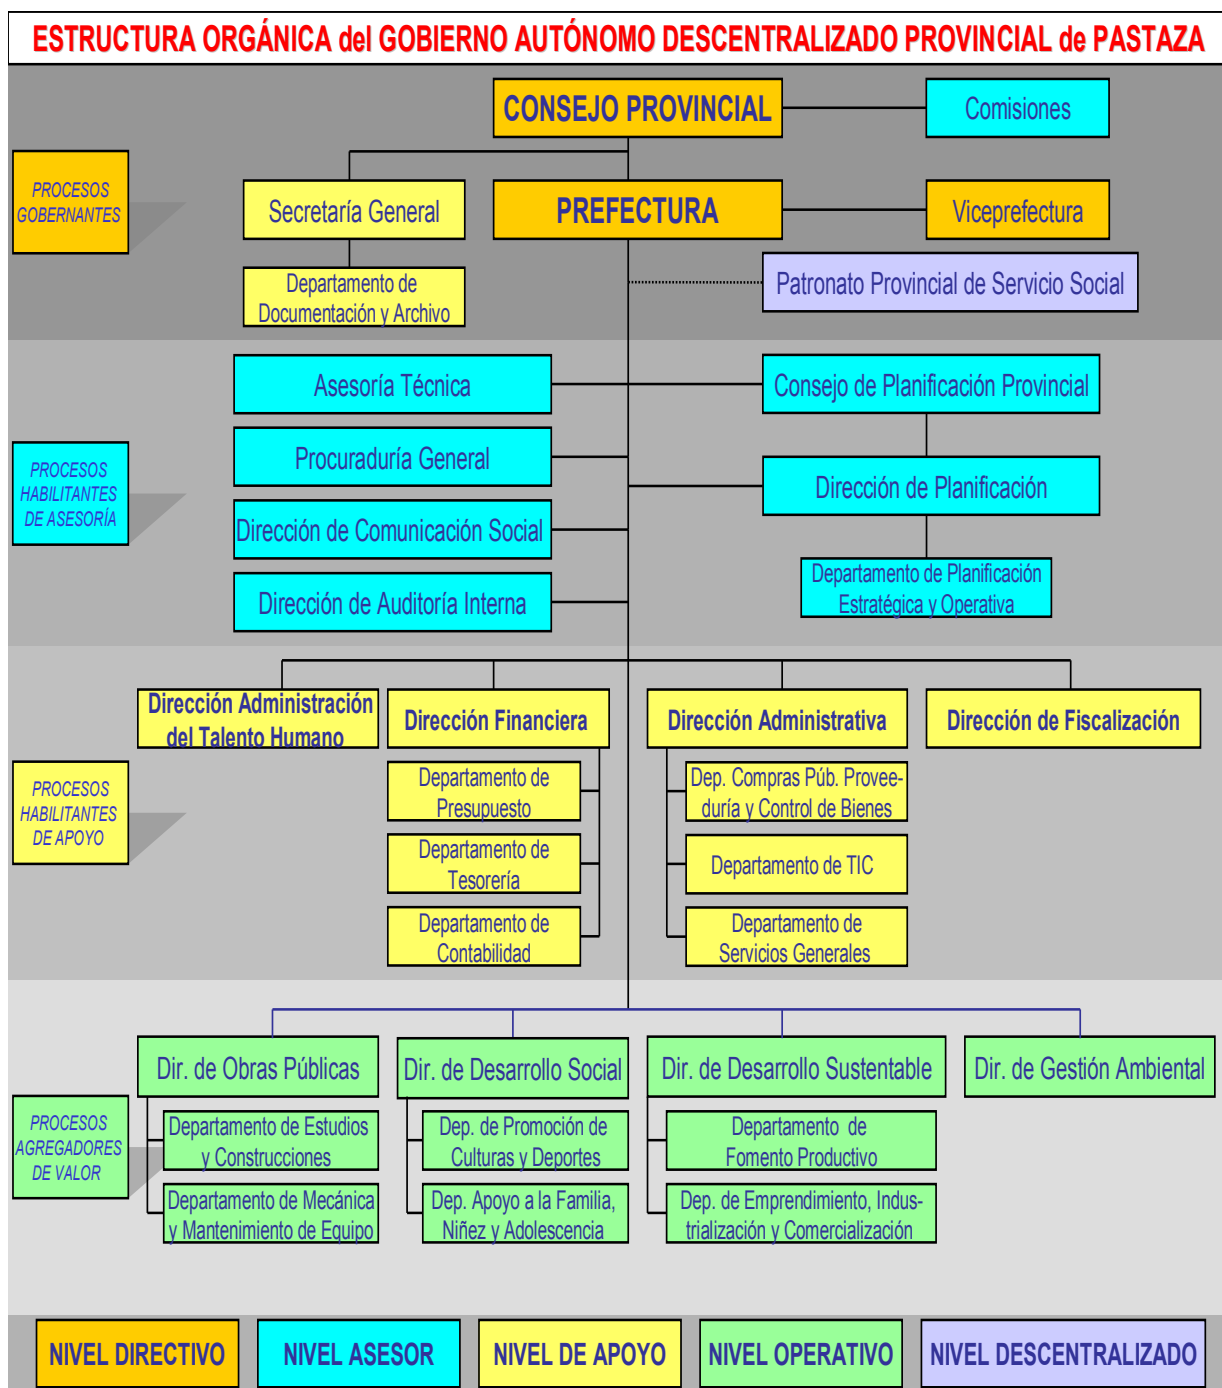 ESTRUCTURA ORGÁNICA del GOBIERNO AUTÓNOMO DESCENTRALIZADO PROVINCIAL de PASTAZA
CONSEJO PROVINCIAL
Comisiones
PROCESOS
GOBERNANTES
Secretaría General
PREFECTURA
Viceprefectura
Departamento de
Documentación y Archivo
Patronato Provincial de Servicio Social
Asesoría Técnica
Consejo de Planificación Provincial
Procuraduría General
PROCESOS
HABILITANTES
DE ASESORÍA
Dirección de Planificación
Dirección de Comunicación Social
Departamento de Planificación
Estratégica y Operativa
Dirección de Auditoría Interna
Dirección Administración
del Talento Humano
Dirección Financiera
Dirección Administrativa
Dirección de Fiscalización
PROCESOS
HABILITANTES
DE APOYO
Departamento de
Presupuesto
Dep. Compras Púb. Provee-
duría y Control de Bienes
Departamento de
Tesorería
Departamento de TIC
Departamento de
Contabilidad
Departamento de
Servicios Generales
Dir. de Obras Públicas
Dir. de Desarrollo Social
Dir. de Desarrollo Sustentable
Dir. de Gestión Ambiental
PROCESOS
AGREGADORES
DE VALOR
Departamento de Estudios
y Construcciones
Dep. de Promoción de
Culturas y Deportes
Departamento de
Fomento Productivo
Departamento de Mecánica
y Mantenimiento de Equipo
Dep. Apoyo a la Familia,
Niñez y Adolescencia
Dep. de Emprendimiento, Indus-
trialización y Comercialización
NIVEL DIRECTIVO
NIVEL ASESOR
NIVEL DE APOYO
NIVEL OPERATIVO
NIVEL DESCENTRALIZADO